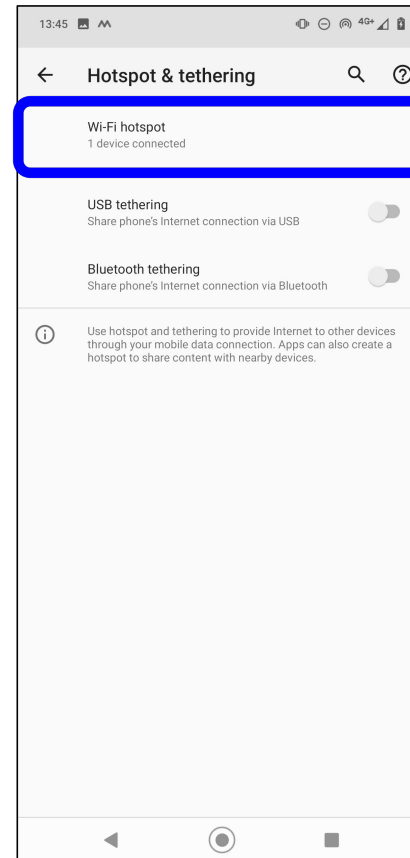 13:45
4G+
Hotspot & tethering
Wi-Fi hotspot
1 device connected
USB tethering
Share phone's Internet connection via USB
Bluetooth tethering
Share phone's Internet connection via Bluetooth
Use hotspot and tethering to provide Internet to other devices
through your mobile data connection. Apps can also create a
hotspot to share content with nearby devices.